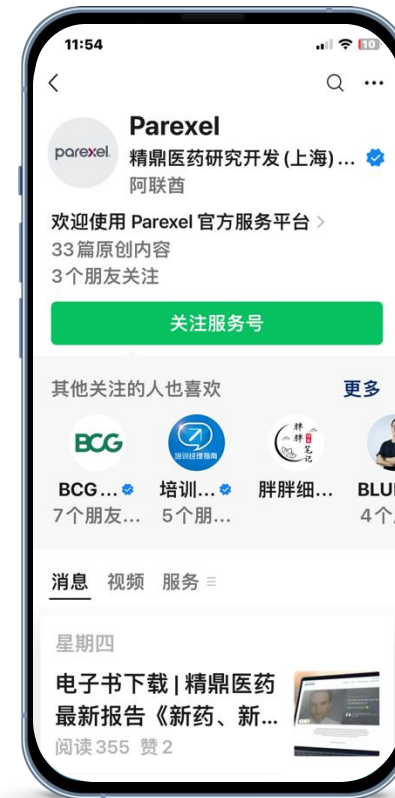 11:54
10
parexel.
Parexel
精鼎医药研究开发 (上海) ...
阿联酋
欢迎使用 Parexel 官方服务平台
33篇原创内容
3个朋友关注
关注服务号
其他关注的人也喜欢 更多
BCG
培训经理指南
胖胖笔记
BCG... 培训... 胖胖细... BLU
7个朋友... 5个朋... 4个
消息 视频 服务
星期四
电子书下载 | 精鼎医药
最新报告《新药、新...
阅读 355 赞 2